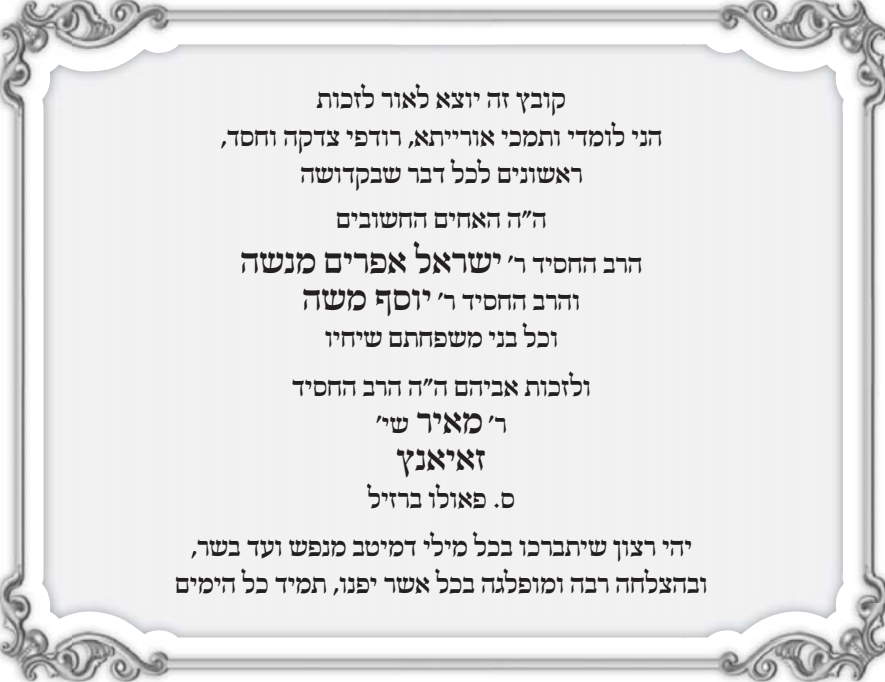 קובץ זה יוצא לאור לזכות
הני לומדי ותמכי אורייתא, רודפי צדקה וחסד,
ראשונים לכל דבר שבקדושה
ה״ה האחים החשובים
הרב החסיד ר׳ ישראל אפרים מנשה
והרב החסיד ר׳ יוסף משה
וכל בני משפחתם שיחיו
ולזכות אביהם ה״ה הרב החסיד
ר׳ מאיר שי׳
זאיאנץ
ס. פאולו ברזיל
יהי רצון שיתברכו בכל מילי דמיטב מנפש ועד בשר,
ובהצלחה רבה ומופלגה בכל אשר יפנו, תמיד כל הימים